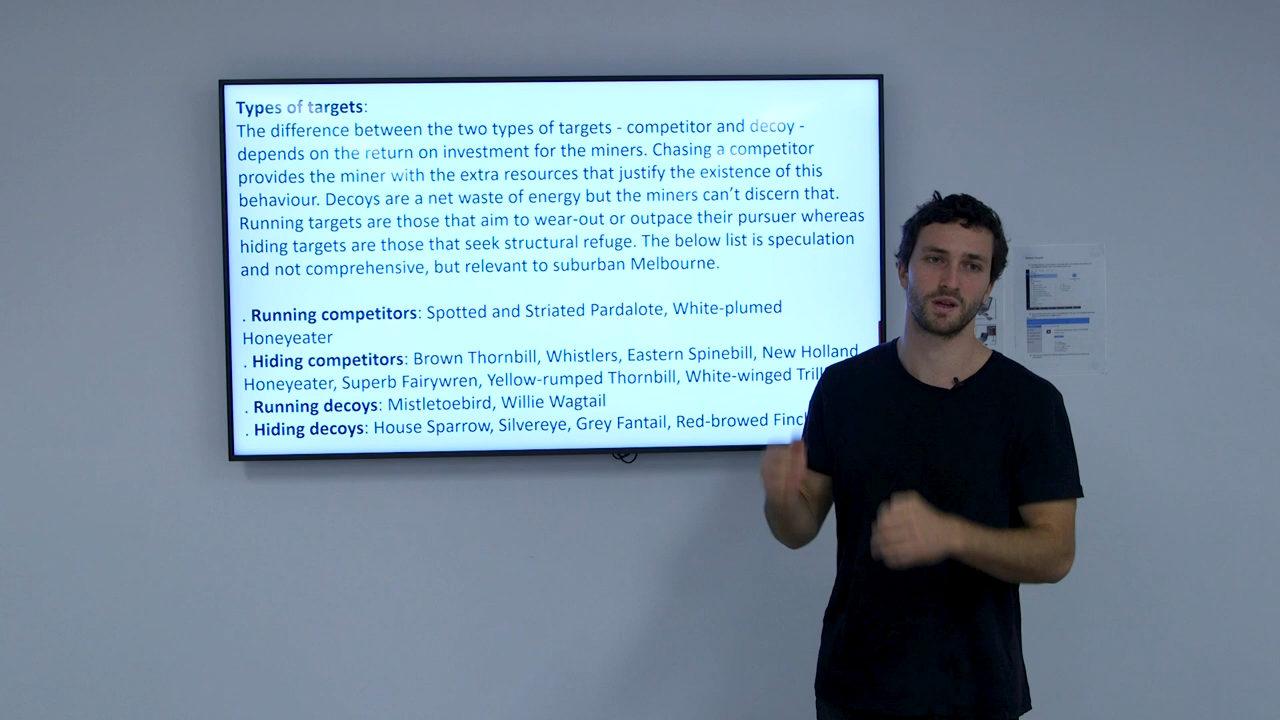 Types of targets:
The difference between the two types of targets - competitor and decoy -
depends on the return on investment for the miners. Chasing a competitor
provides the miner with the extra resources that justify the existence of this
behaviour. Decoys are a net waste of energy but the miners can't discern that.
Running targets are those that aim to wear-out or outpace their pursuer whereas
hiding targets are those that seek structural refuge. The below list is speculation
and not comprehensive, but relevant to suburban Melbourne.
. Running competitors: Spotted and Striated Pardalote, White-plumed
Honeyeater
. Hiding competitors: Brown Thornbill, Whistlers, Eastern Spinebill, New Holland
Honeyeater, Superb Fairywren, Yellow-rumped Thornbill, White-winged
. Running decoys: Mistletoebird, Willie Wagtail
. Hiding decoys: House Sparrow, Silvereye, Grey Fantail, Red-browed